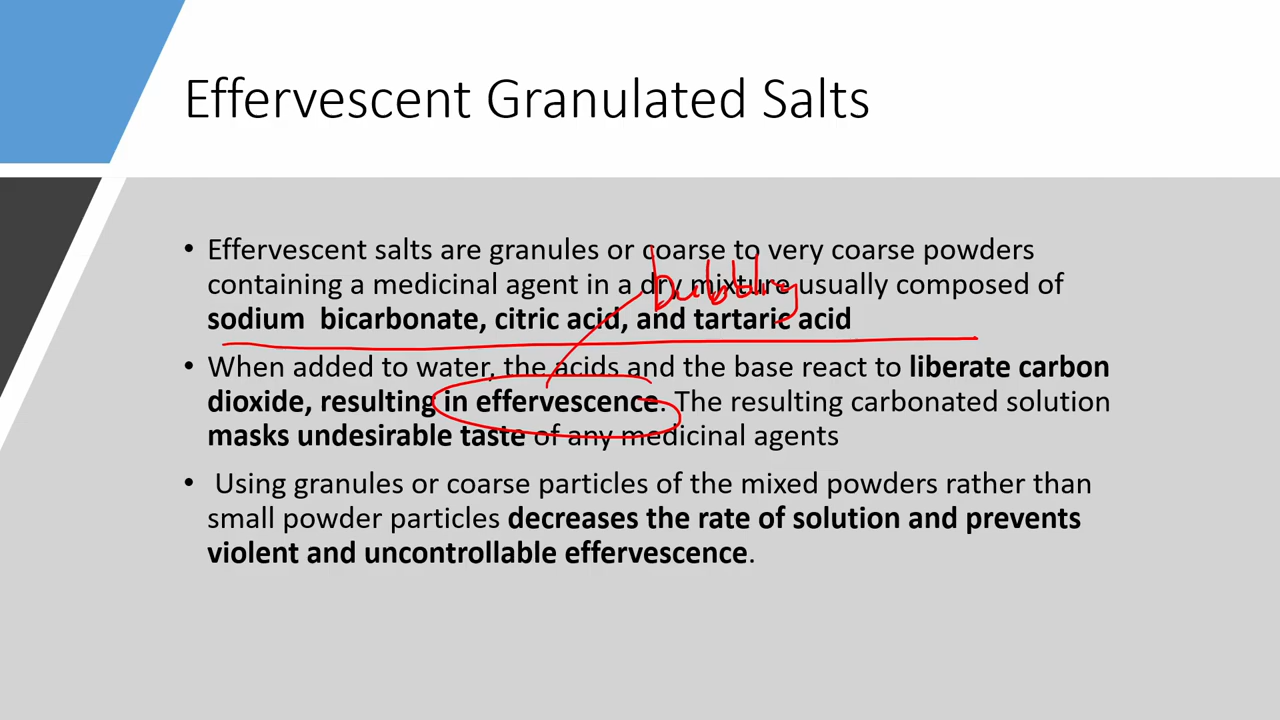 Effervescent Granulated Salts
• Effervescent salts are granules or coarse to very coarse powders
containing a medicinal agent in a dry mixture usually composed of
sodium bicarbonate, citric acid, and tartaric acid
bubbling
• When added to water, the acids and the base react to liberate carbon
dioxide, resulting in effervescence. The resulting carbonated solution
masks undesirable taste of any medicinal agents
• Using granules or coarse particles of the mixed powders rather than
small powder particles decreases the rate of solution and prevents
violent and uncontrollable effervescence.